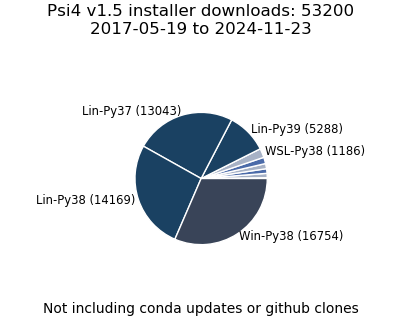 Psi4 v1.5 installer downloads: 53200
2017-05-19 to 2024-11-23
Lin-Py37 (13043)
Lin-Py39 (5288)
WSL-Py38 (1186)
Lin-Py38 (14169)
Win-Py38 (16754)
Not including conda updates or github clones